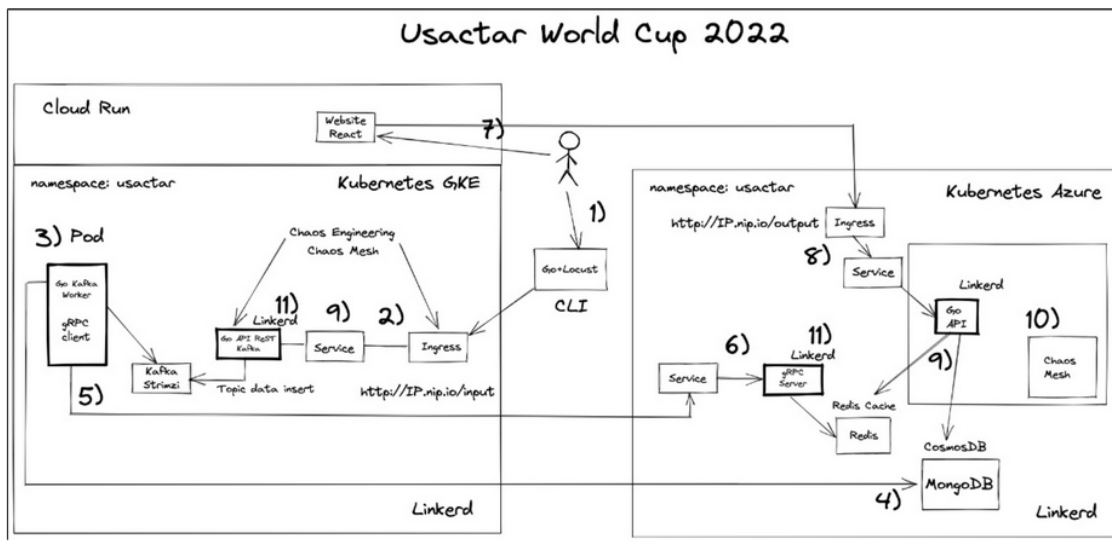 Usactar World Cup 2022
Cloud Run
Website
React
7)
namespace: usactar
Kubernetes GKE
1)
3) Pod
Go Kafka
Worker
gRPC
client
Chaos Engineering
Chaos Mesh
Go+Locust
CLI
11)
Linkerd
Go API ReST
Kafka
9)
Service
2)
Ingress
Kafka
Strimzi
Topic data insert
http://IP.nip.io/input
5)
Linkerd
namespace: usactar
Kubernetes Azure
http://IP.nip.io/output
Ingress
8)
Service
Linkerd
Go
API
10)
Chaos
Mesh
9)
6)
Service
11)
Linkerd
gRPC
Server
Redis Cache
Redis
CosmosDB
MongoDB
4)
Linkerd